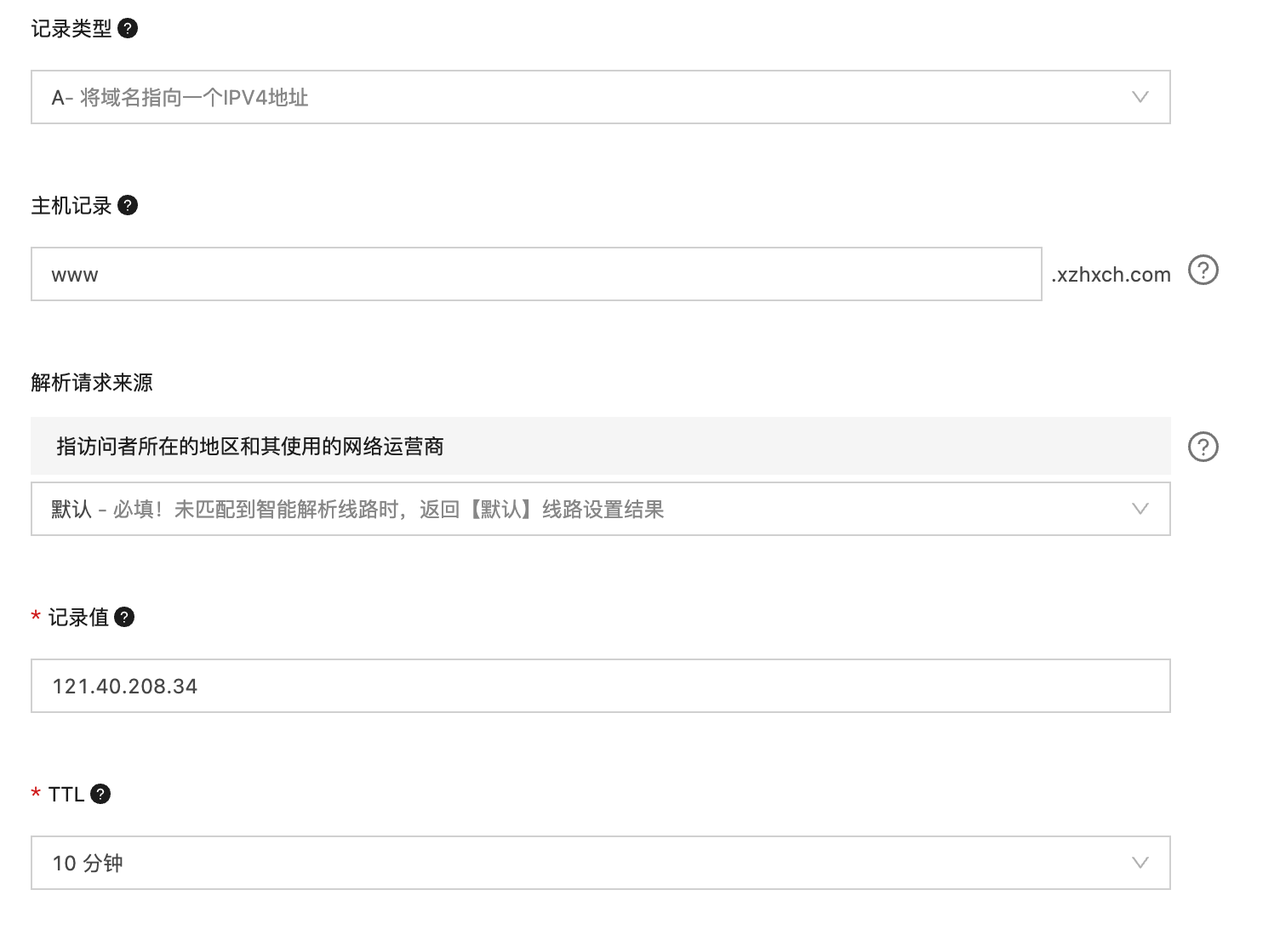 记录类型 ?
A- 将域名指向一个IPV4地址
主机记录 ?
www .xzhxch.com ?
解析请求来源
指访问者所在的地区和其使用的网络运营商 ?
默认 - 必填！未匹配到智能解析线路时，返回【默认】线路设置结果
* 记录值 ?
121.40.208.34
* TTL ?
10 分钟